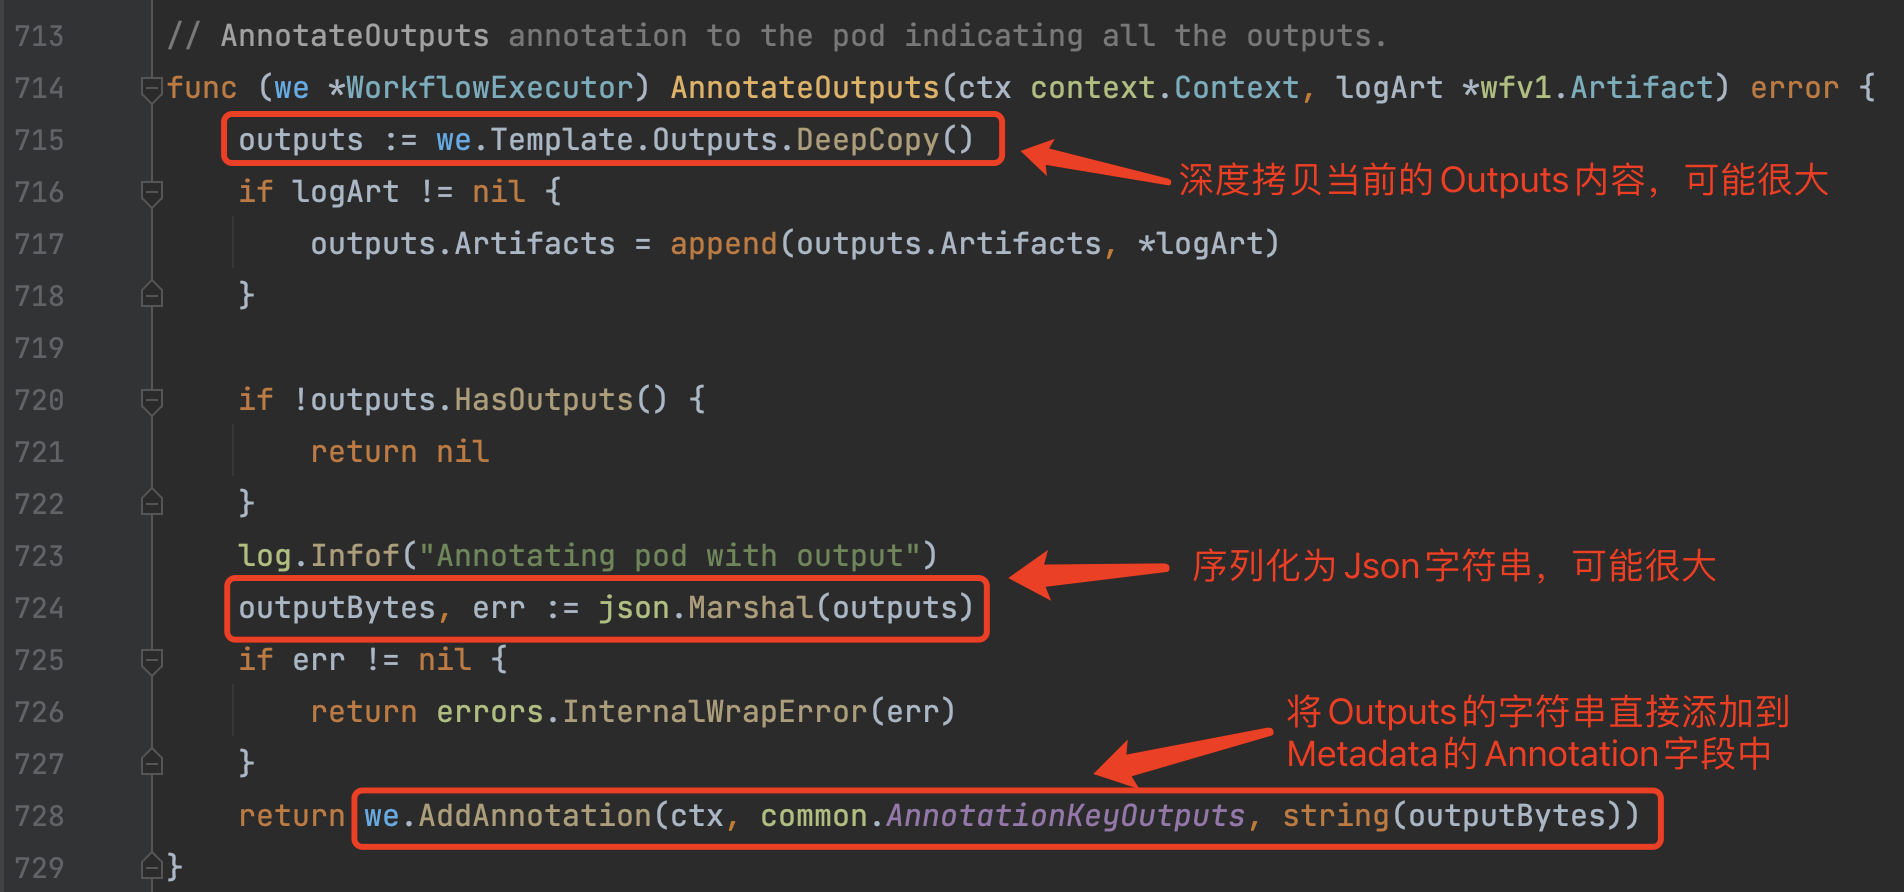 713 // AnnotateOutputs annotation to the pod indicating all the outputs.
714 func (we *WorkflowExecutor) AnnotateOutputs(ctx context.Context, logArt *wfv1.Artifact) error {
715 outputs := we.Template.Outputs.DeepCopy()
深度拷贝当前的Outputs内容，可能很大
716 if logArt != nil {
717 outputs.Artifacts = append(outputs.Artifacts, *logArt)
718 }
719
720 if !outputs.HasOutputs() {
721 return nil
722 }
723 log.Infof("Annotating pod with output")
序列化为Json字符串，可能很大
724 outputBytes, err := json.Marshal(outputs)
725 if err != nil {
726 return errors.InternalWrapError(err)
将Outputs的字符串直接添加到
Metadata的Annotation字段中
727 }
728 return we.AddAnnotation(ctx, common.AnnotationKeyOutputs, string(outputBytes))
729 }